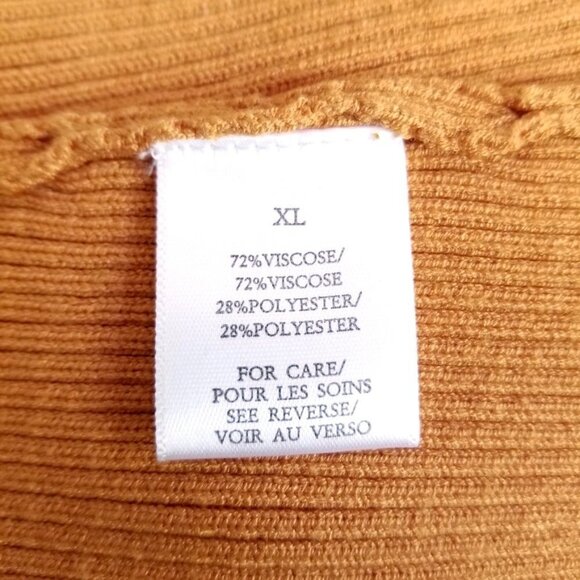 XL
72%VISCOSE/
72%VISCOSE
28%POLYESTER/
28%POLYESTER
FOR CARE/
POUR LES SOINS
SEE REVERSE/
VOIR AU VERSO